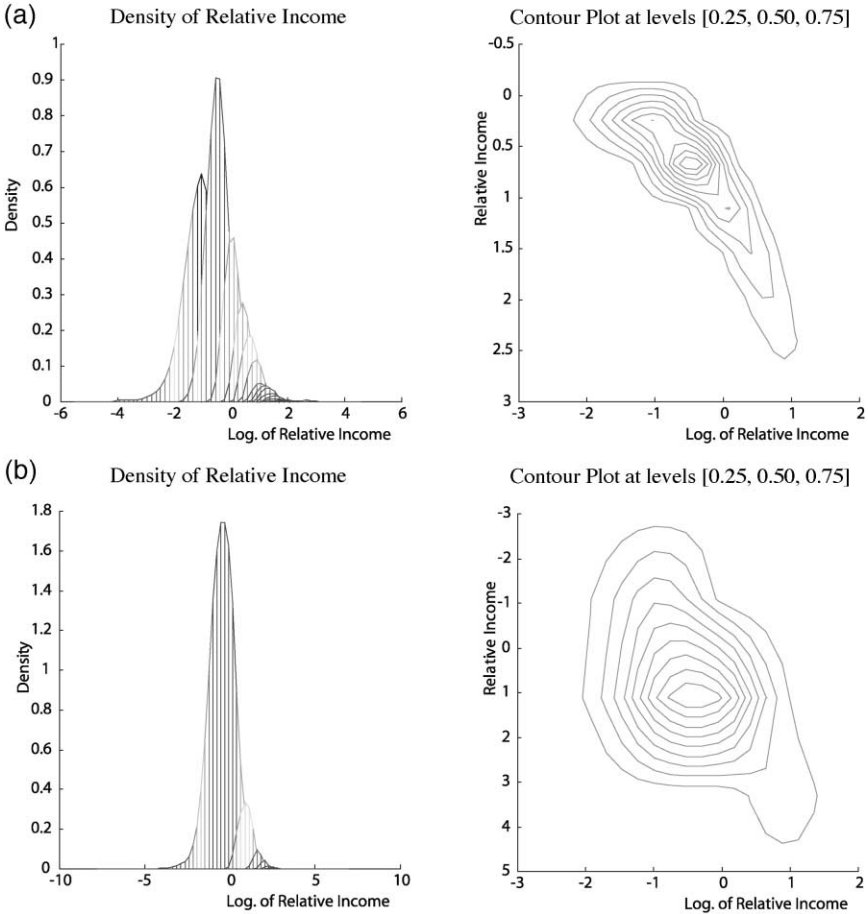 (a)
Density of Relative Income
Contour Plot at levels [0.25, 0.50, 0.75]
Density
1
0.9
0.8
0.7
0.6
0.5
0.4
0.3
0.2
0.1
0
-6 -4 -2 0 2 4 6
Log. of Relative Income
Relative Income
-0.5
0
0.5
1
1.5
2
2.5
3
-3 -2 -1 0 1 2
Log. of Relative Income
(b)
Density of Relative Income
Contour Plot at levels [0.25, 0.50, 0.75]
Density
1.8
1.6
1.4
1.2
1
0.8
0.6
0.4
0.2
0
-10 -5 0 5 10
Log. of Relative Income
Relative Income
-3
-2
-1
0
1
2
3
4
5
-3 -2 -1 0 1 2
Log. of Relative Income